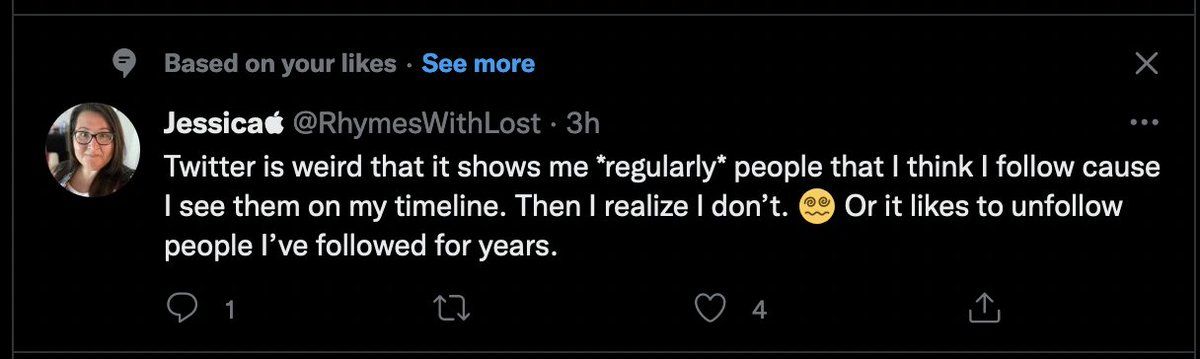 Based on your likes · See more
Jessica @RhymesWithLost · 3h
Twitter is weird that it shows me *regularly* people that I think I follow cause
I see them on my timeline. Then I realize I don’t. 😵‍💫 Or it likes to unfollow
people I’ve followed for years.
1 4